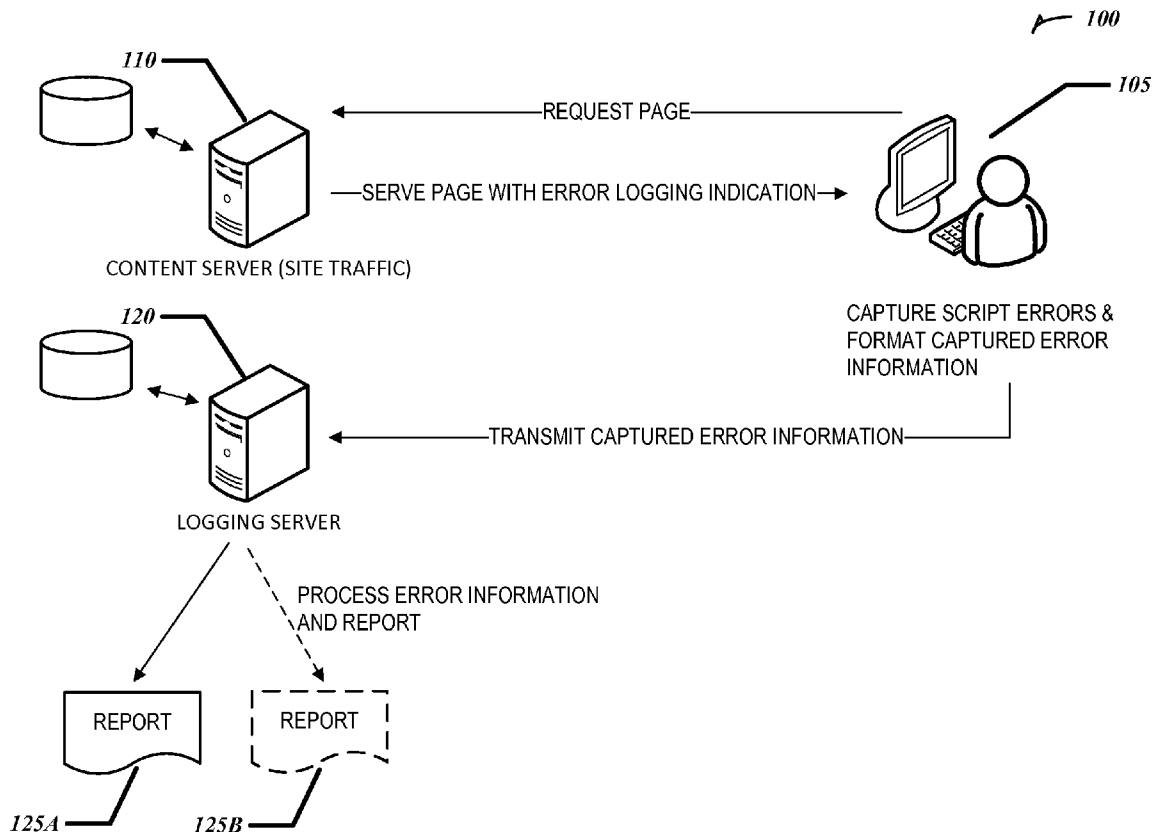 100
110
105
REQUEST PAGE
SERVE PAGE WITH ERROR LOGGING INDICATION
CONTENT SERVER (SITE TRAFFIC)
120
CAPTURE SCRIPT ERRORS &
FORMAT CAPTURED ERROR
INFORMATION
TRANSMIT CAPTURED ERROR INFORMATION
LOGGING SERVER
PROCESS ERROR INFORMATION
AND REPORT
REPORT
REPORT
125A
125B